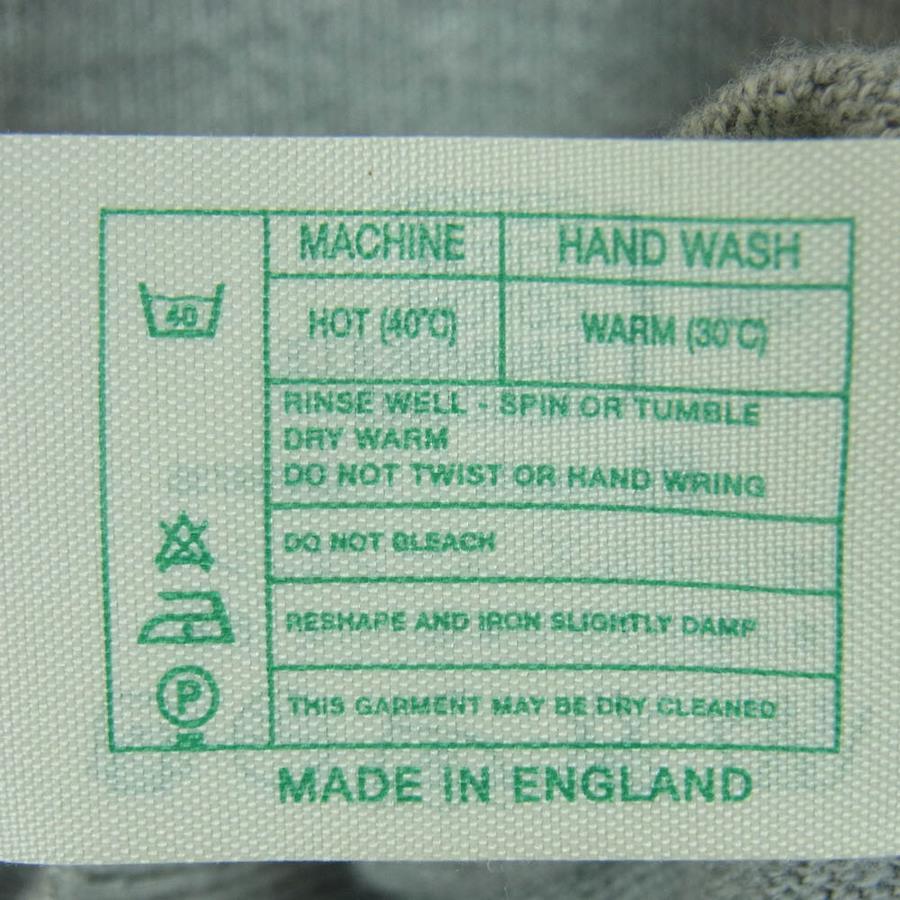 MACHINE HAND WASH
40 HOT (40°C) WARM (30°C)
RINSE WELL - SPIN OR TUMBLE
DRY WARM
DO NOT TWIST OR HAND WRING
DO NOT BLEACH
RESHAPE AND IRON SLIGHTLY DAMP
P THIS GARMENT MAY BE DRY CLEANED
MADE IN ENGLAND